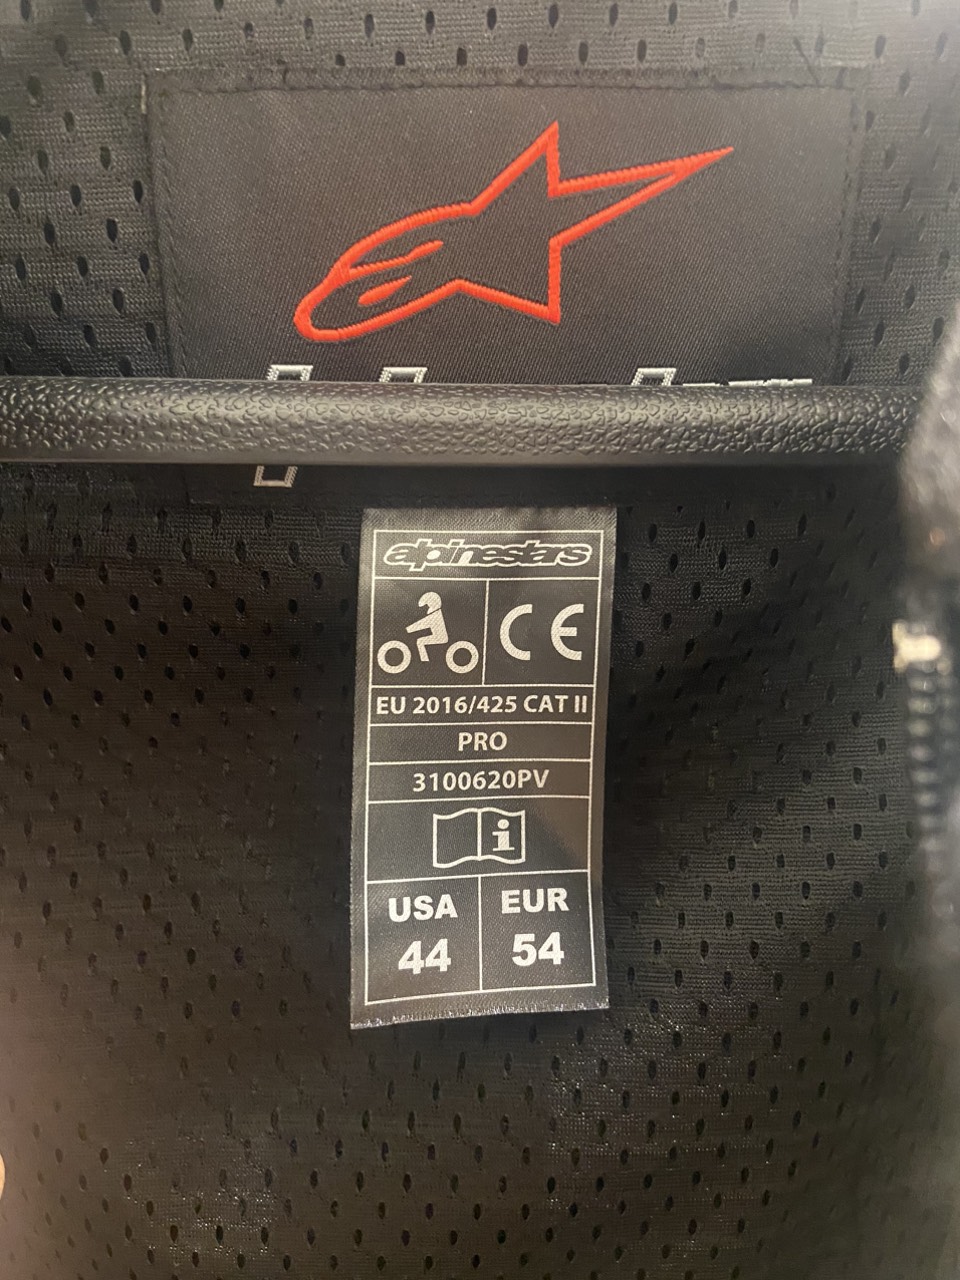 alpinestars
CE
EU 2016/425 CAT II
PRO
3100620PV
i
USA EUR
44 54